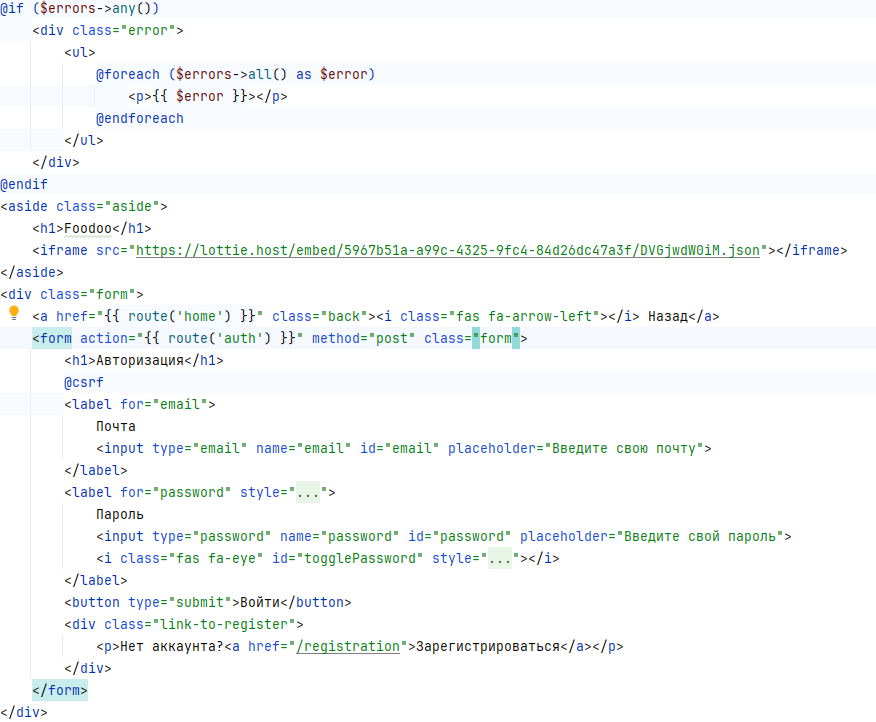 @if ($errors->any())
    <div class="error">
        <ul>
            @foreach ($errors->all() as $error)
                <p>{{ $error }}></p>
            @endforeach
        </ul>
    </div>
@endif
<aside class="aside">
    <h1>Foodoo</h1>
    <iframe src="https://lottie.host/embed/5967b51a-a99c-4325-9fc4-84d26dc47a3f/DVGjwdW0iM.json"></iframe>
</aside>
<div class="form">
    <a href="{{ route('home') }}" class="back"><i class="fas fa-arrow-left"></i> Назад</a>
    <form action="{{ route('auth') }}" method="post" class="form">
        <h1>Авторизация</h1>
        @csrf
        <label for="email">
            Почта
            <input type="email" name="email" id="email" placeholder="Введите свою почту">
        </label>
        <label for="password" style="...">
            Пароль
            <input type="password" name="password" id="password" placeholder="Введите свой пароль">
            <i class="fas fa-eye" id="togglePassword" style="..."></i>
        </label>
        <button type="submit">Войти</button>
        <div class="link-to-register">
            <p>Нет аккаунта?<a href="/registration">Зарегистрироваться</a></p>
        </div>
    </form>
</div>